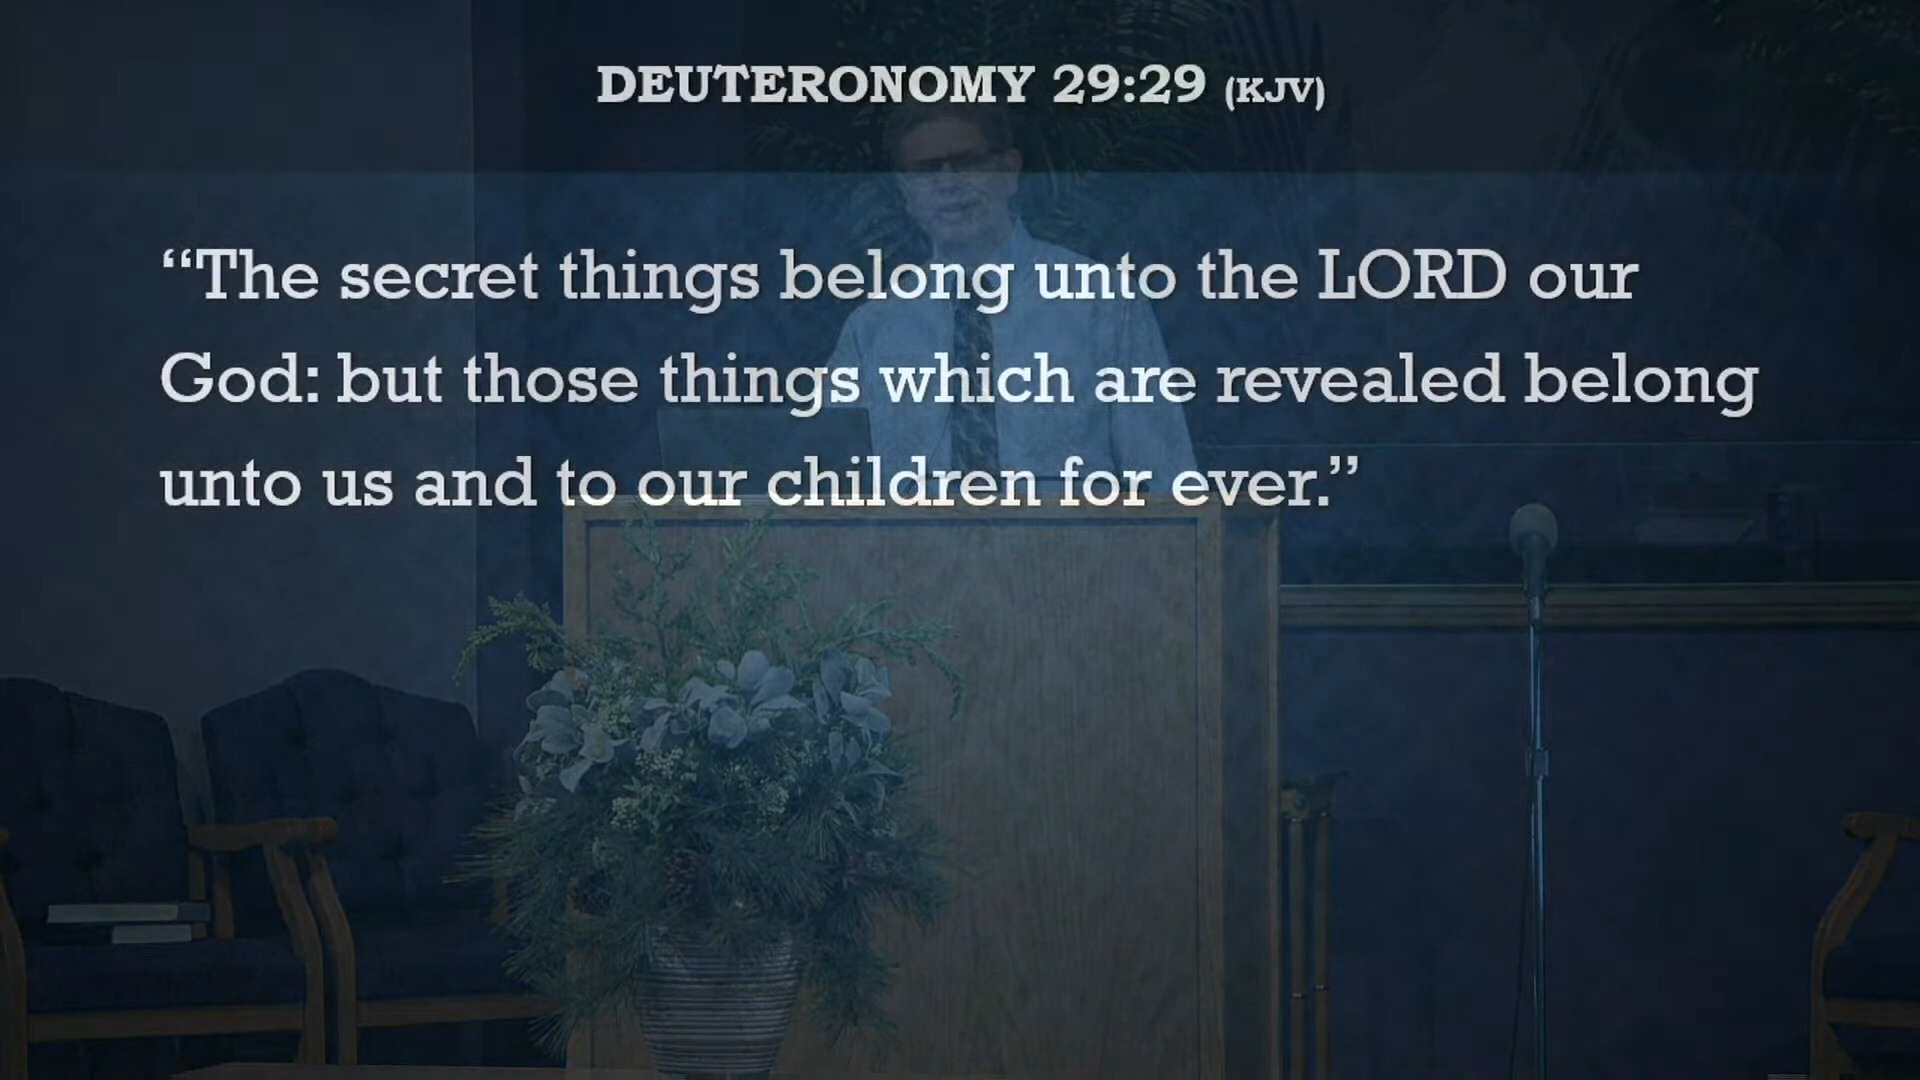 DEUTERONOMY 29:29 (KJV)
“The secret things belong unto the LORD our
God: but those things which are revealed belong
unto us and to our children for ever.”